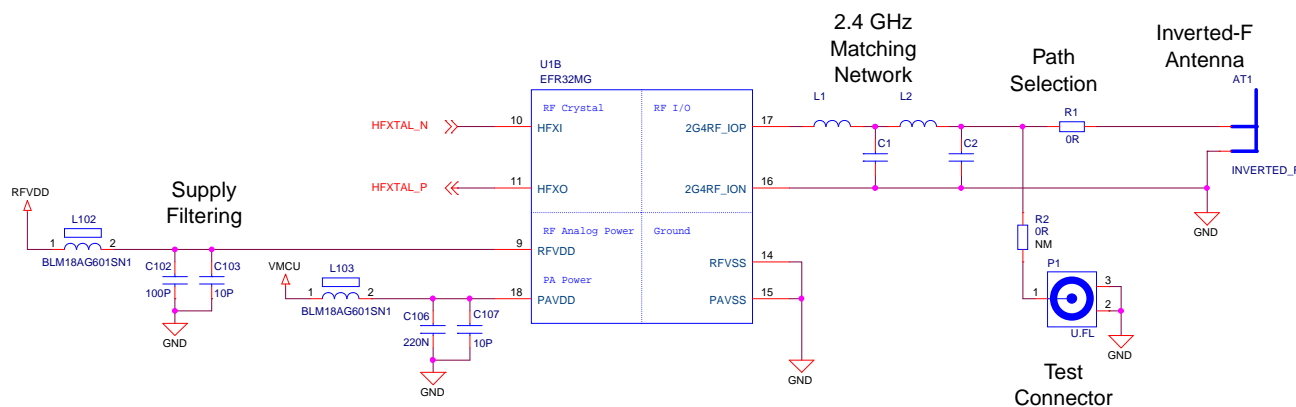 2.4 GHz
Matching
Network
Inverted-F
Antenna
Path
Selection
U1B
EFR32MG
AT1
L1
L2
RF Crystal
RF I/O
R1
HFXTAL_N
10
HFXI
2G4RF_IOP
17
0R
C1
C2
HFXTAL_P
11
HFXO
2G4RF_ION
16
INVERTED_F
Supply
Filtering
RFVDD
GND
L102
RF Analog Power
Ground
R2
0R
NM
1
2
9
RFVDD
BLM18AG601SN1
C102
C103
VMCU
L103
RFVSS
14
P1
PA Power
100P
10P
1
2
18
PAVDD
PAVSS
15
1
3
2
BLM18AG601SN1
C106
C107
GND
220N
10P
U.FL
GND
GND
GND
Test
Connector